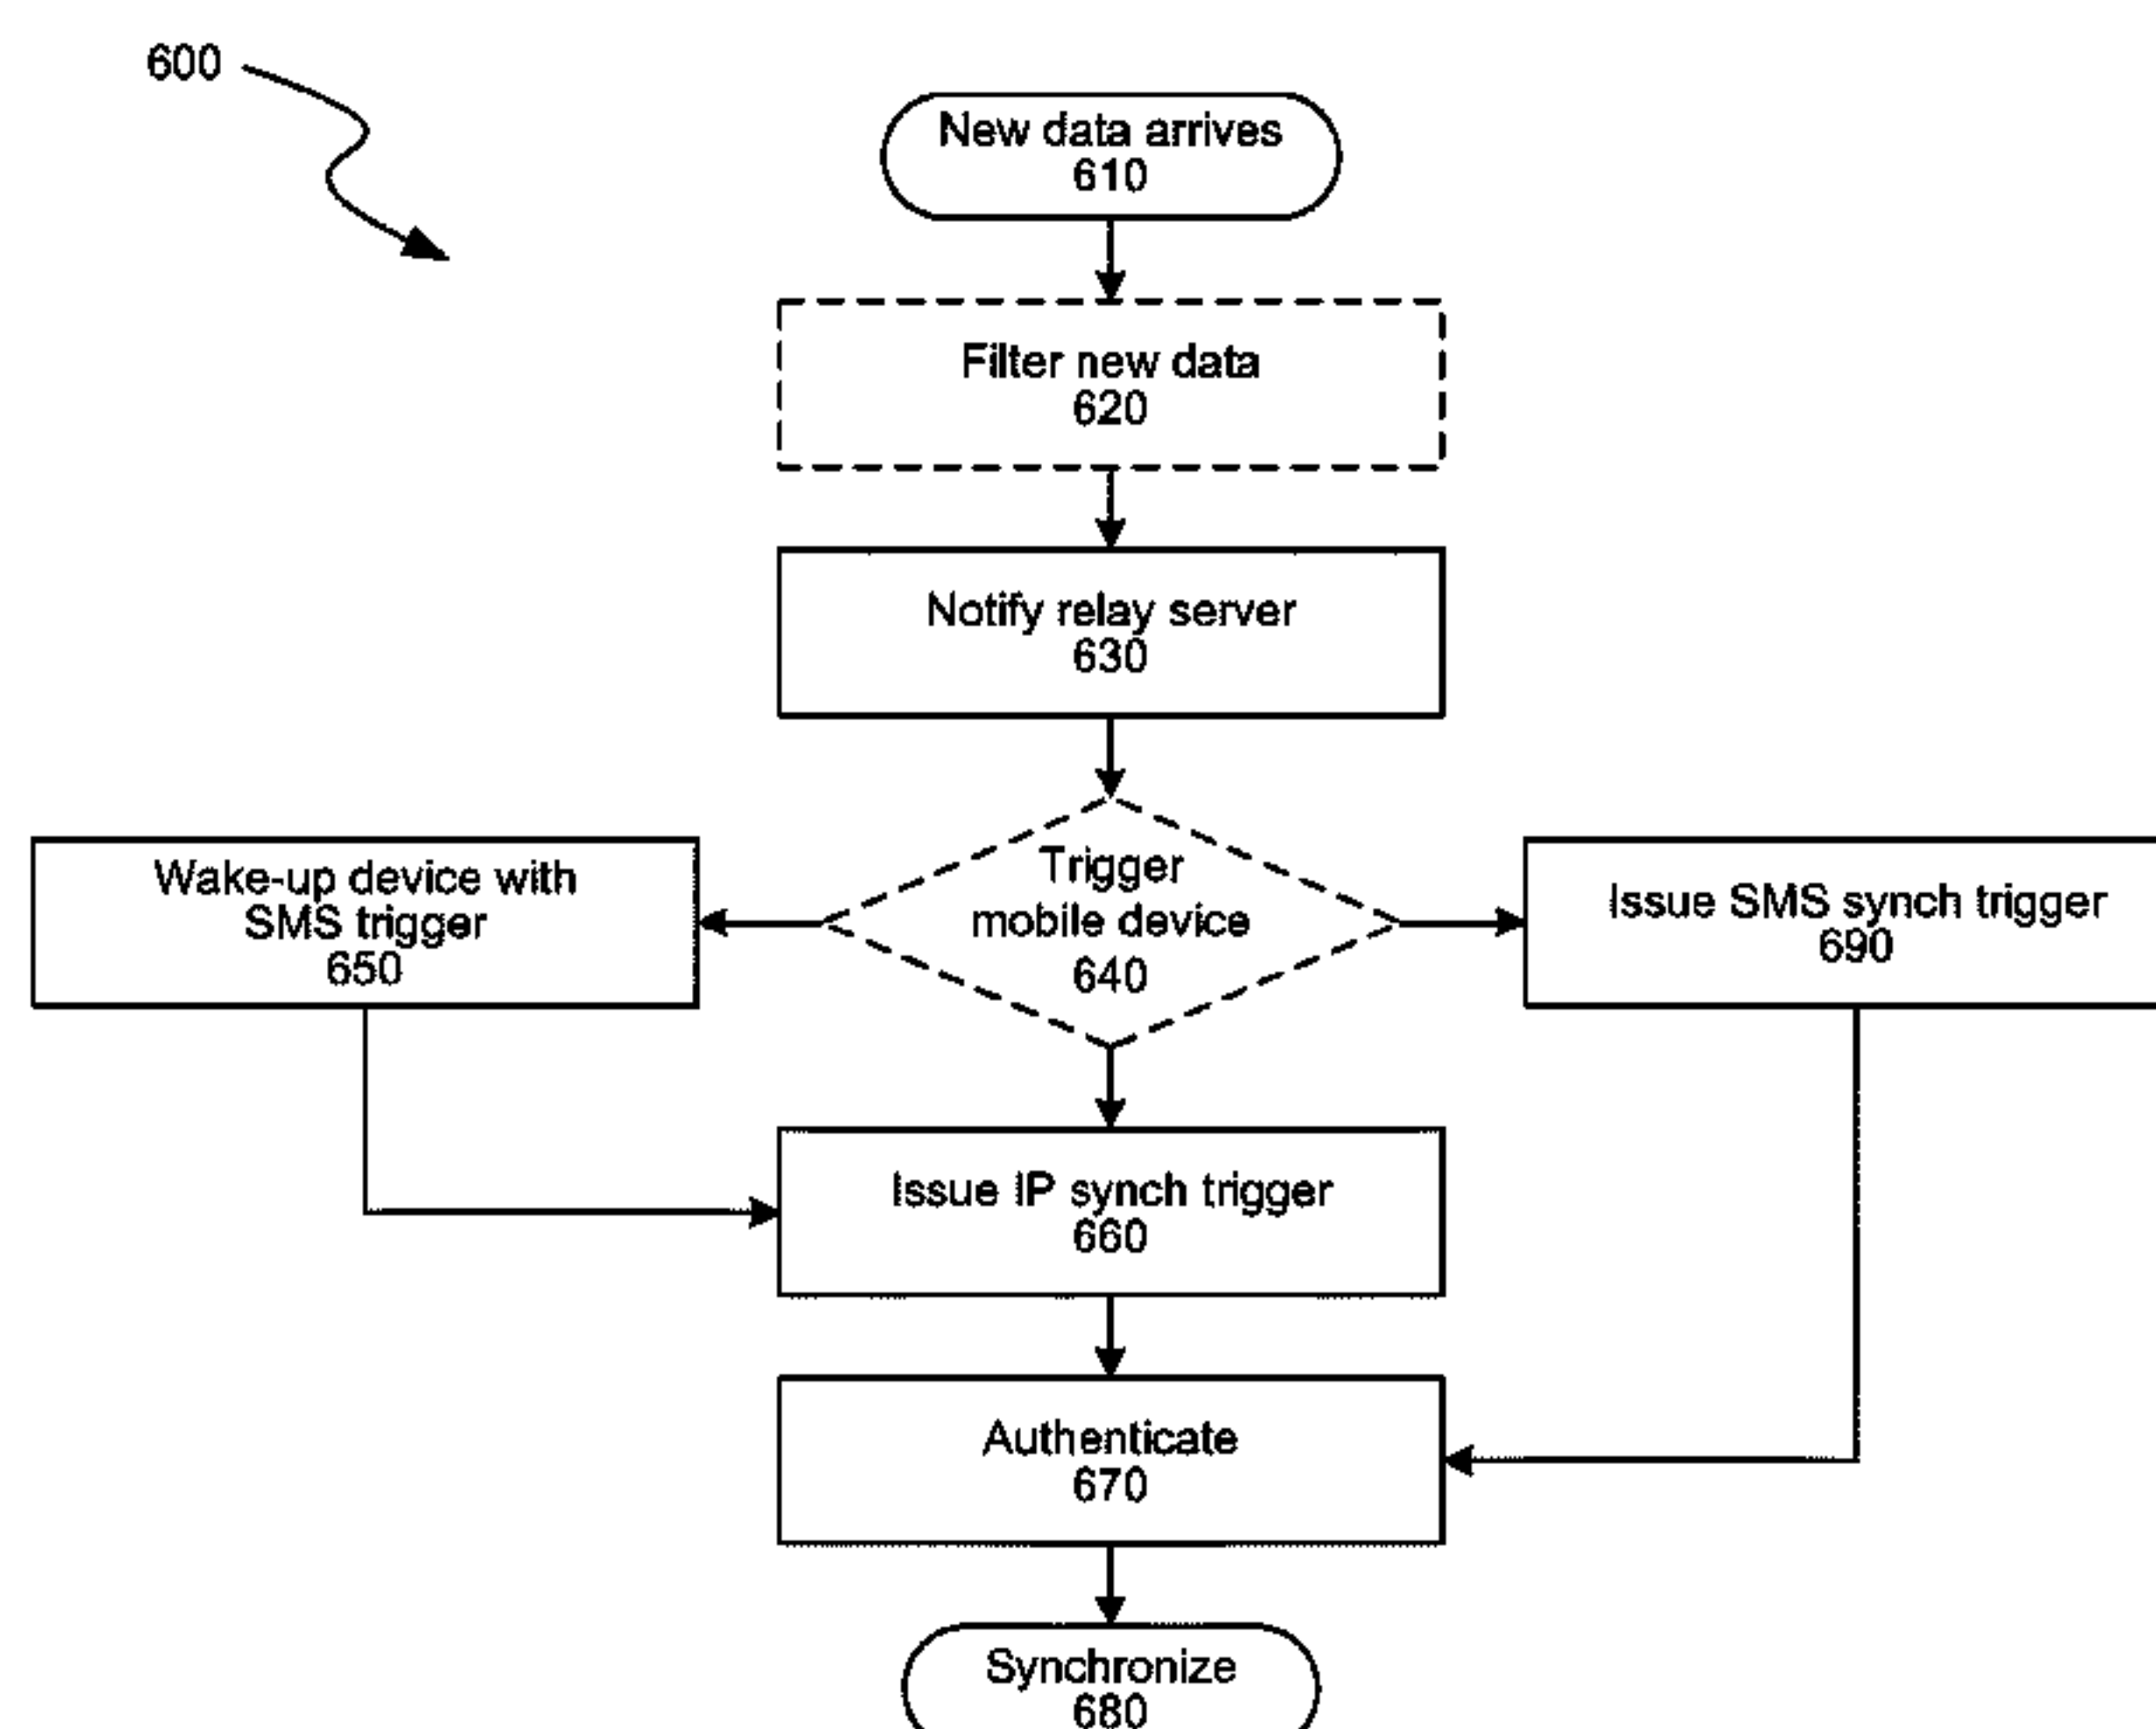 600
New data arrives
610
Filter new data
620
Notify relay server
630
Trigger
mobile device
640
Wake-up device with
SMS trigger
650
Issue SMS synch trigger
690
Issue IP synch trigger
660
Authenticate
670
Synchronize
680